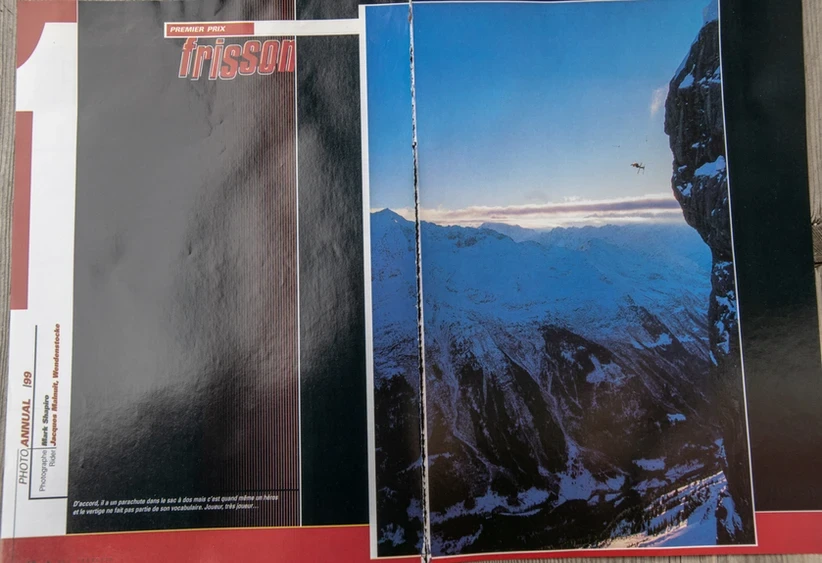 PREMIER PRIX
frisson
PHOTO ANNUAL |99
Photographe Mark Shapiro
Rider Jacques Malnuit, Wendenstocke
D'accord, il a un parachute dans le sac à dos mais c'est quand même un héros
et le vertige ne fait pas partie de son vocabulaire. Joueur, très joueur...